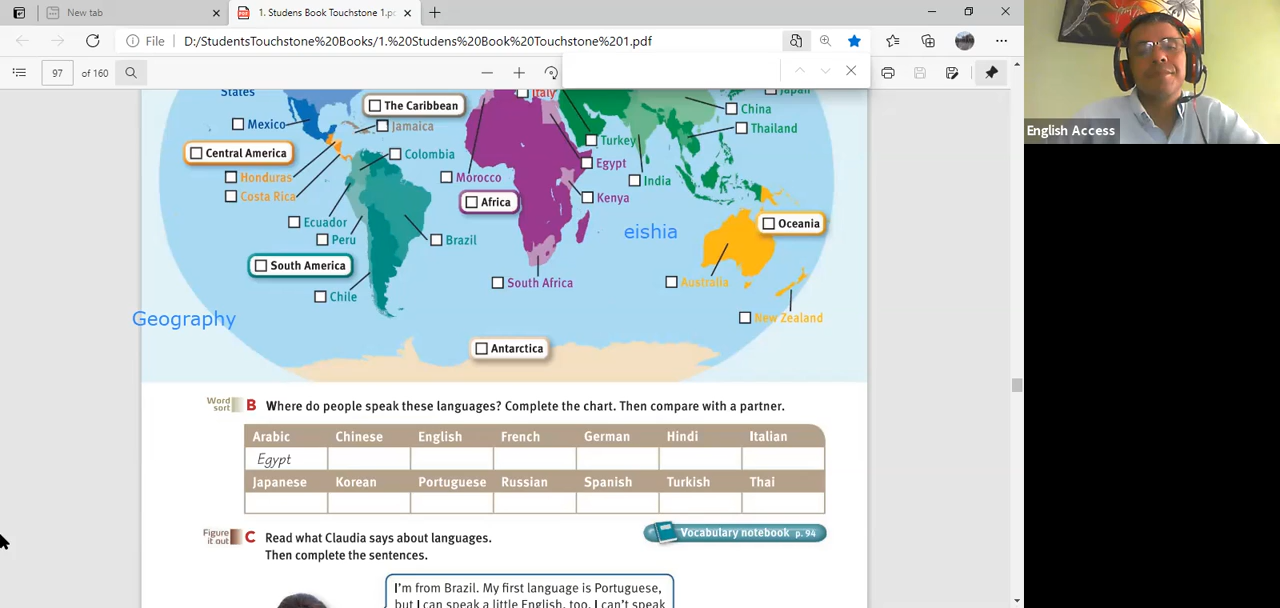 New tab
1. Studens Book Touchstone 1.p
File
D:/StudentsTouchstone%20Books/1.%20Studens%20Book%20Touchstone%201.pdf
97
of 160
States
The Caribbean
Italy
Japan
China
Mexico
Jamaica
Thailand
Turkey
Central America
Colombia
Egypt
Honduras
Morocco
India
Costa Rica
Kenya
Africa
Ecuador
Oceania
eishia
Peru
Brazil
South America
South Africa
Australia
Chile
Geography
New Zealand
Antarctica
Word sort
B Where do people speak these languages? Complete the chart. Then compare with a partner.
Arabic Chinese English French German Hindi Italian
Egypt
Japanese Korean Portuguese Russian Spanish Turkish Thai
Figure it out
C Read what Claudia says about languages.
Then complete the sentences.
Vocabulary notebook p. 94
I'm from Brazil. My first language is Portuguese,
but I can speak a little English, too. I can't speak
English Access